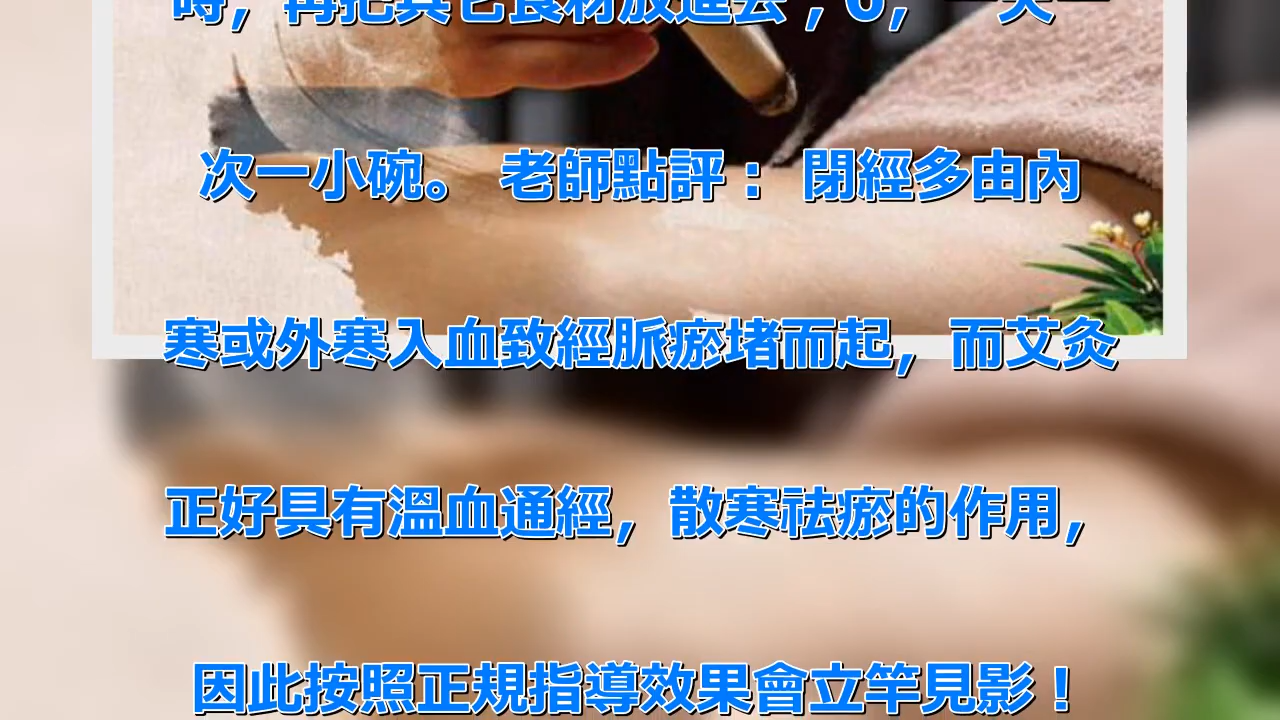 時，再把其它食材放進去，6，一天一
次一小碗。 老師點評： 閉經多由內
寒或外寒入血致經脈瘀堵而起，而艾灸
正好具有溫血通經，散寒祛瘀的作用，
因此按照正規指導效果會立竿見影！